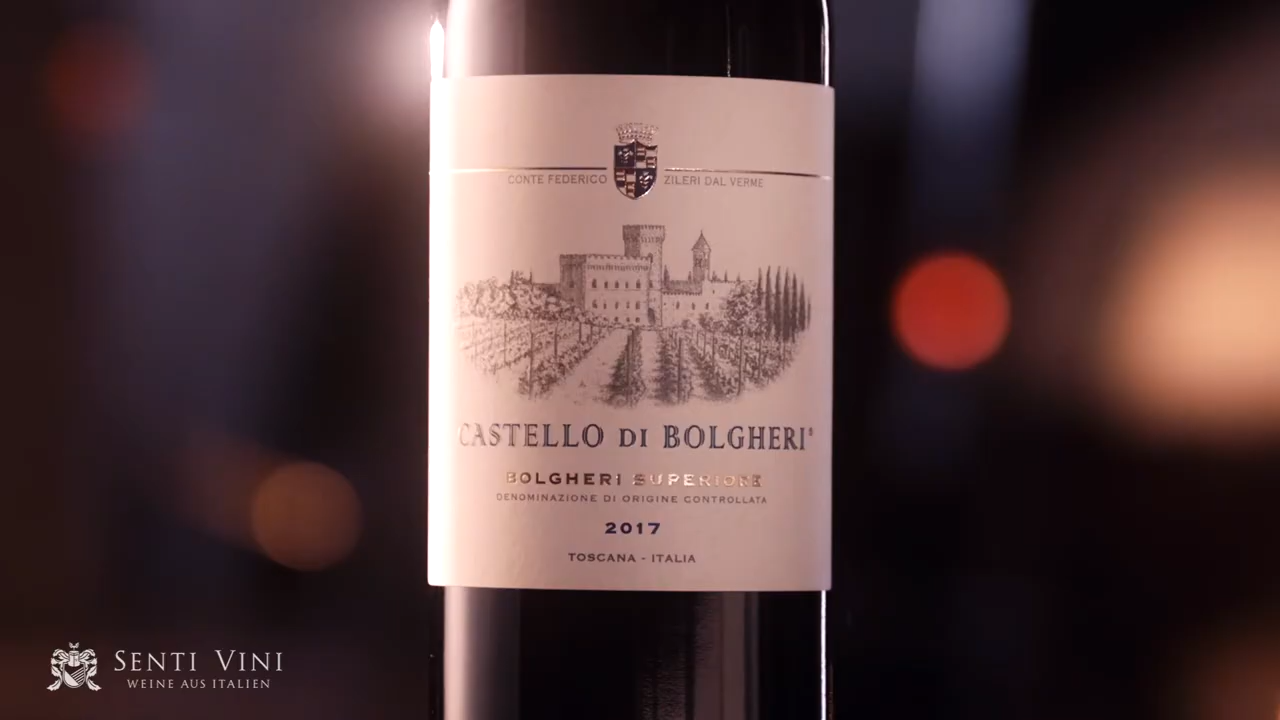 CONTE FEDERICO ZILERI DAL VERME
CASTELLO DI BOLGHERI®
BOLGHERI SUPERIORE
DENOMINAZIONE DI ORIGINE CONTROLLATA
2017
TOSCANA - ITALIA
SENTI VINI
WEINE AUS ITALIEN